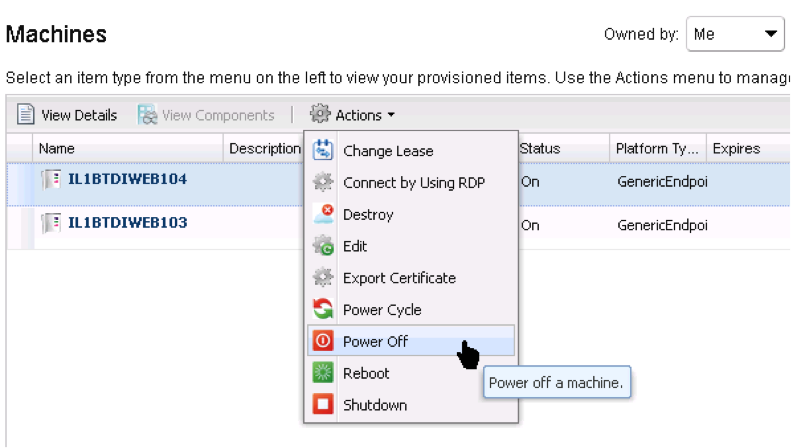 Machines
Owned by: Me
Select an item type from the menu on the left to view your provisioned items. Use the Actions menu to manag
View Details View Components Actions
Name Description Status Platform Ty... Expires
IL1BTDIWEB104 On GenericEndpoi
IL1BTDIWEB103 On GenericEndpoi
Change Lease
Connect by Using RDP
Destroy
Edit
Export Certificate
Power Cycle
Power Off
Reboot
Shutdown
Power off a machine.